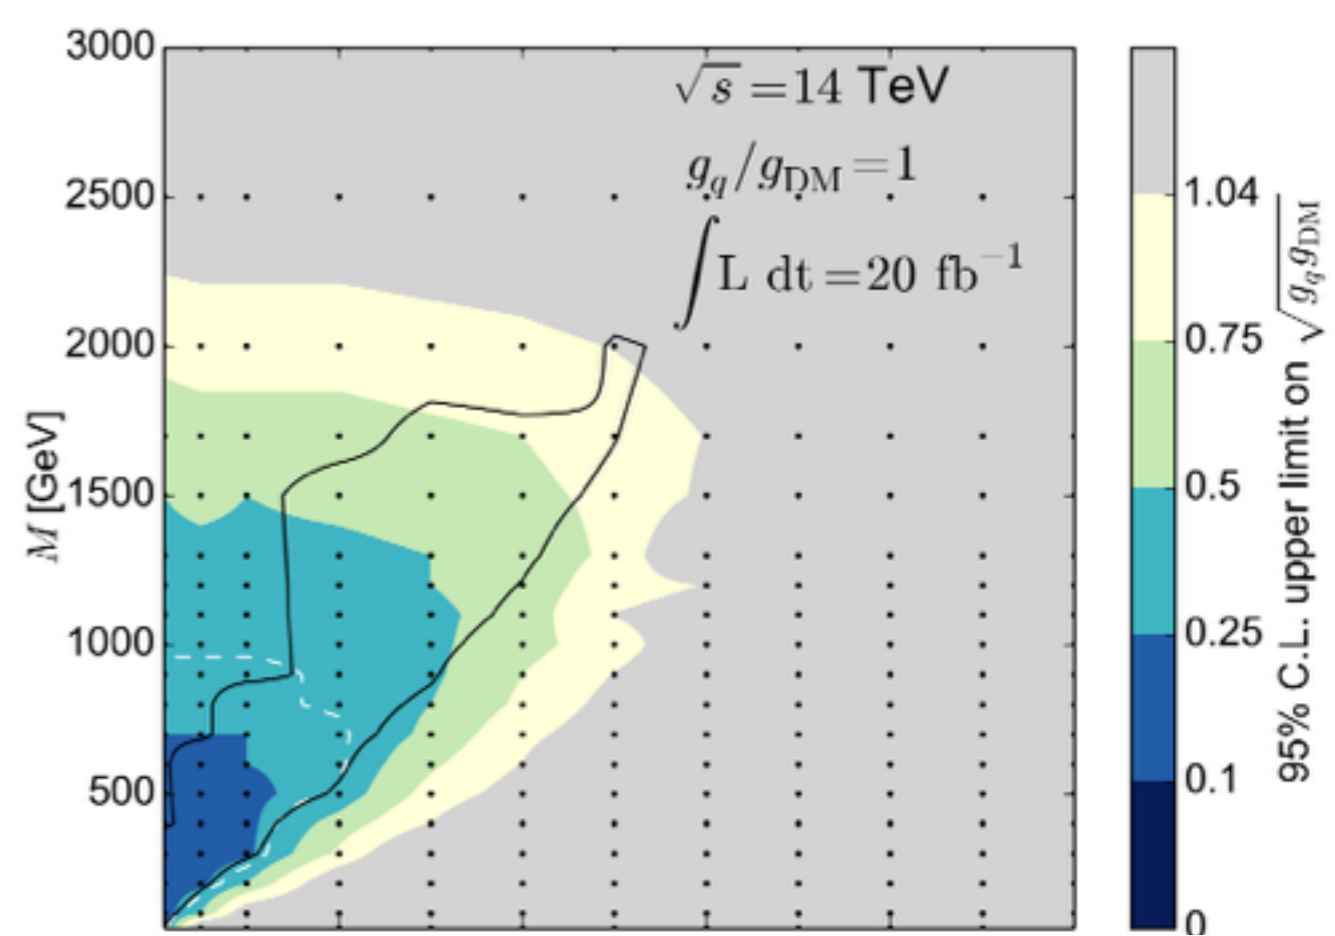 3000
2500
2000
1500
1000
500
M [GeV]
√s = 14 TeV
g_q/g_DM = 1
∫L dt = 20 fb⁻¹
1.04
0.75
0.5
0.25
0.1
0
95% C.L. upper limit on √g_q g_DM